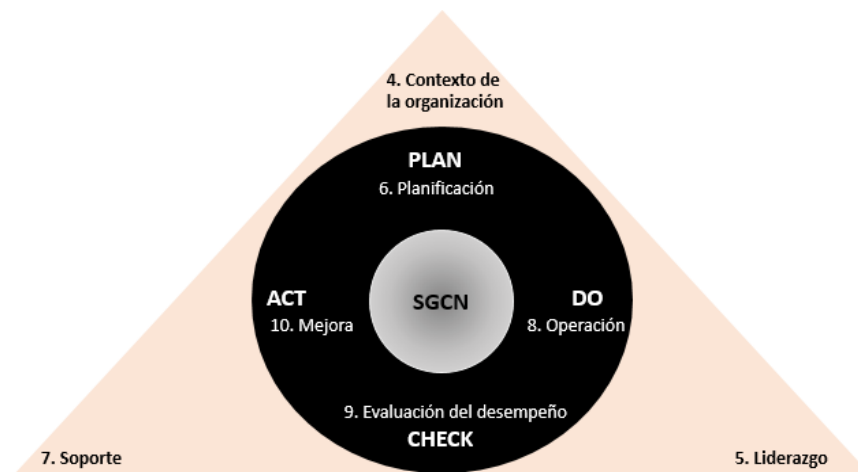 4. Contexto de
la organización
PLAN
6. Planificación
ACT
10. Mejora
SGCN
DO
8. Operación
9. Evaluación del desempeño
CHECK
7. Soporte
5. Liderazgo